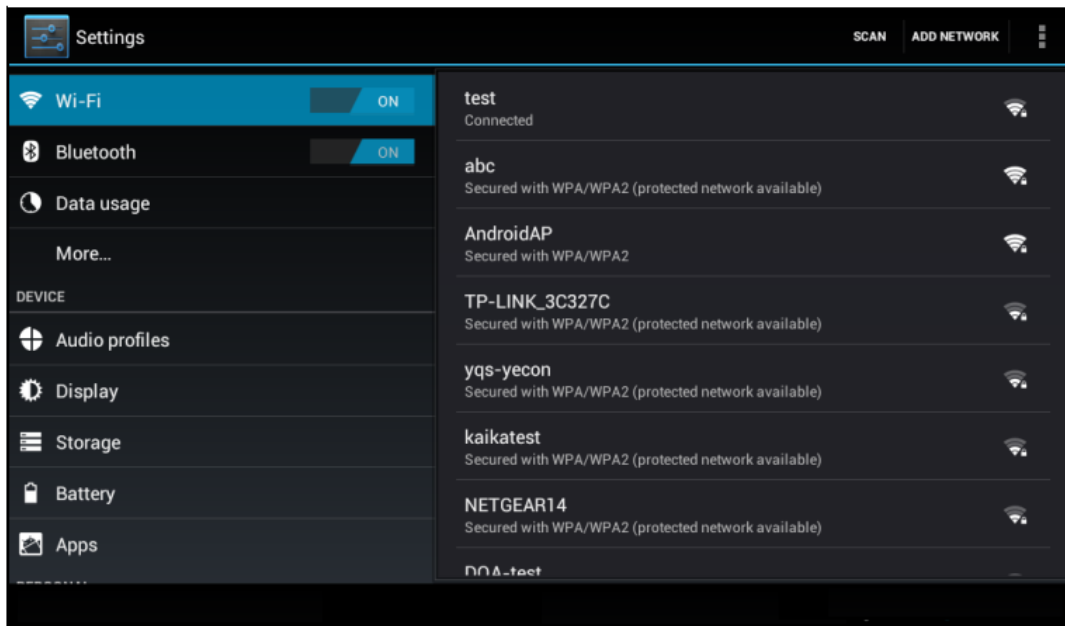 Settings
SCAN
ADD NETWORK
Wi-Fi
ON
Bluetooth
ON
Data usage
More...
DEVICE
Audio profiles
Display
Storage
Battery
Apps
test
Connected
abc
Secured with WPA/WPA2 (protected network available)
AndroidAP
Secured with WPA/WPA2
TP-LINK_3C327C
Secured with WPA/WPA2 (protected network available)
yqs-yecon
Secured with WPA/WPA2 (protected network available)
kaikatest
Secured with WPA/WPA2 (protected network available)
NETGEAR14
Secured with WPA/WPA2 (protected network available)